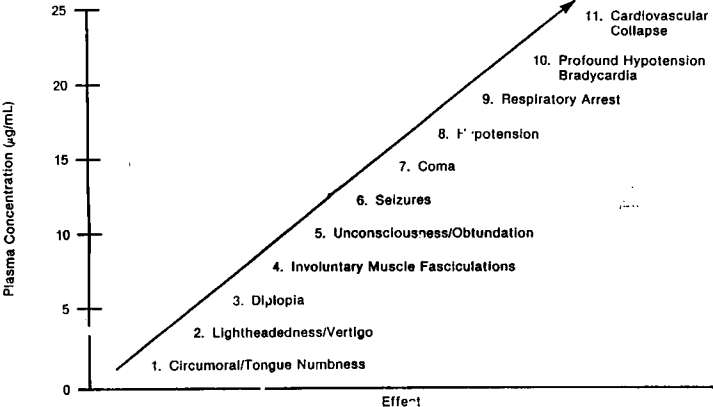 25
11. Cardiovascular
Collapse
10. Profound Hypotension
Bradycardia
20
9. Respiratory Arrest
8. Hypotension
15
7. Coma
6. Seizures
10
5. Unconsciousness/Obtundation
4. Involuntary Muscle Fasciculations
5
3. Diplopia
2. Lightheadedness/Vertigo
1. Circumoral/Tongue Numbness
0
Effect
Plasma Concentration (µg/mL)